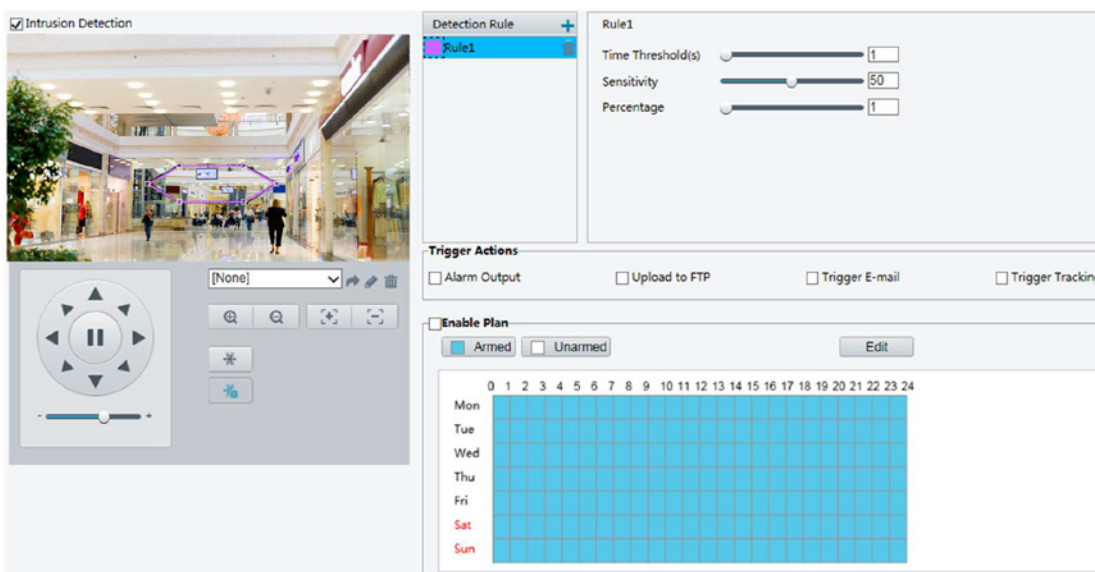 Intrusion Detection
[None]
- +
Detection Rule +
Rule1
Rule1
Time Threshold(s) 1
Sensitivity 50
Percentage 1
Trigger Actions
Alarm Output Upload to FTP Trigger E-mail Trigger Tracking
Enable Plan
Armed Unarmed Edit
0 1 2 3 4 5 6 7 8 9 10 11 12 13 14 15 16 17 18 19 20 21 22 23 24
Mon
Tue
Wed
Thu
Fri
Sat
Sun